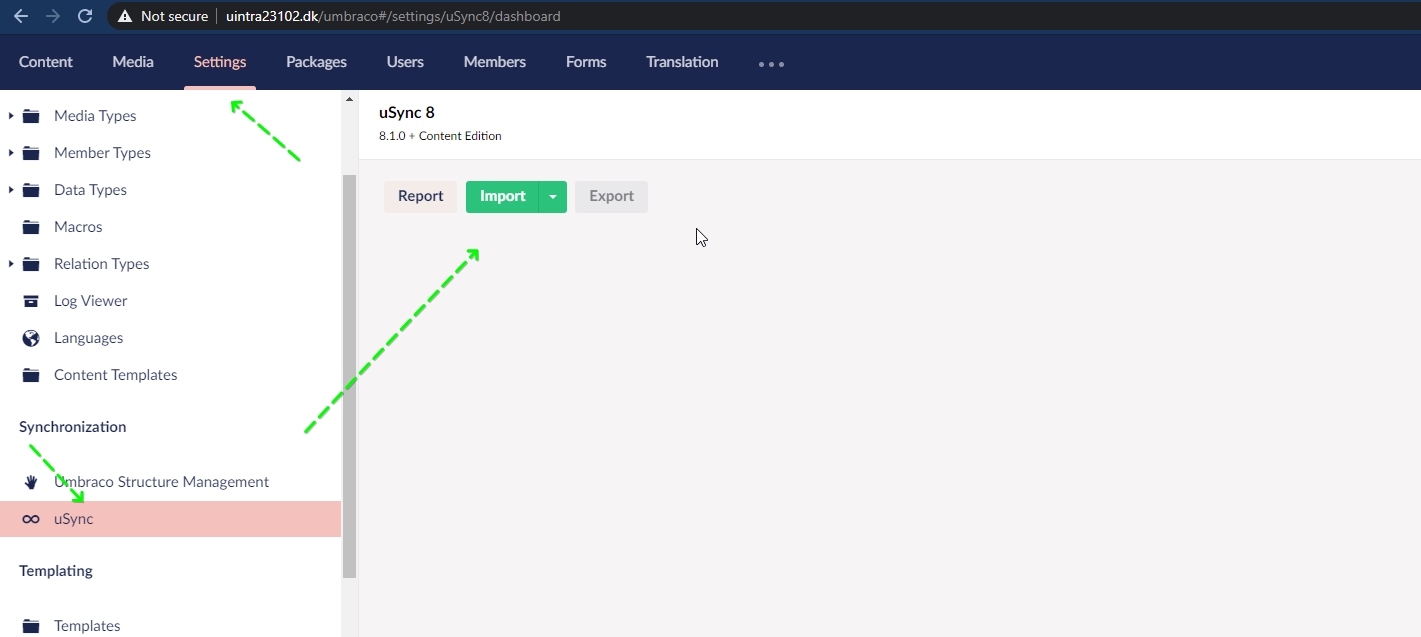 Not secure uintra23102.dk/umbraco#/settings/uSync8/dashboard
Content Media Settings Packages Users Members Forms Translation
Media Types
Member Types
Data Types
Macros
Relation Types
Log Viewer
Languages
Content Templates
Synchronization
Umbraco Structure Management
uSync
Templating
Templates
uSync 8
8.1.0 + Content Edition
Report Import Export